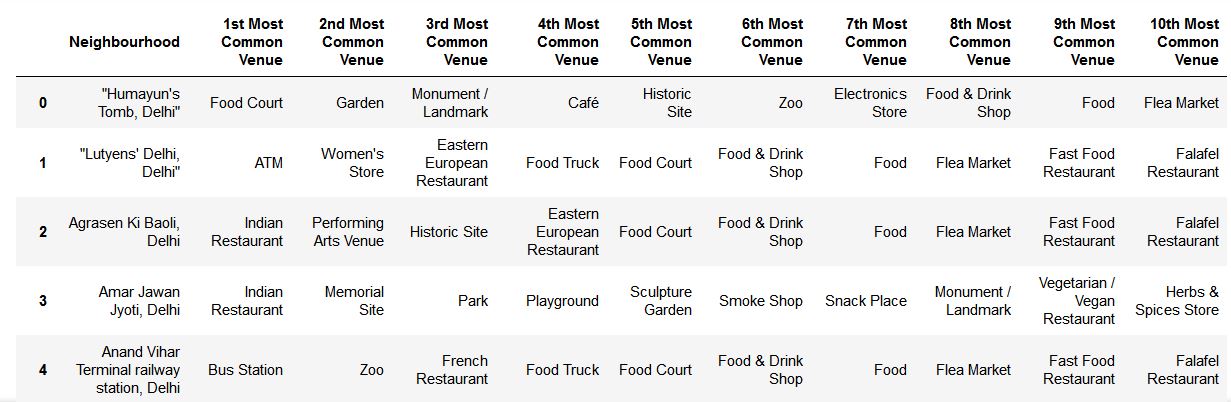 Neighbourhood 1st Most Common Venue 2nd Most Common Venue 3rd Most Common Venue 4th Most Common Venue 5th Most Common Venue 6th Most Common Venue 7th Most Common Venue 8th Most Common Venue 9th Most Common Venue 10th Most Common Venue
0 "Humayun's Tomb, Delhi" Food Court Garden Monument / Landmark Café Historic Site Zoo Electronics Store Food & Drink Shop Food Flea Market
1 "Lutyens' Delhi, Delhi" ATM Women's Store Eastern European Restaurant Food Truck Food Court Food & Drink Shop Food Flea Market Fast Food Restaurant Falafel Restaurant
2 Agrasen Ki Baoli, Delhi Indian Restaurant Performing Arts Venue Historic Site Eastern European Restaurant Food Court Food & Drink Shop Food Flea Market Fast Food Restaurant Falafel Restaurant
3 Amar Jawan Jyoti, Delhi Indian Restaurant Memorial Site Park Playground Sculpture Garden Smoke Shop Snack Place Monument / Landmark Vegetarian / Vegan Restaurant Herbs & Spices Store
4 Anand Vihar Terminal railway station, Delhi Bus Station Zoo French Restaurant Food Truck Food Court Food & Drink Shop Food Flea Market Fast Food Restaurant Falafel Restaurant